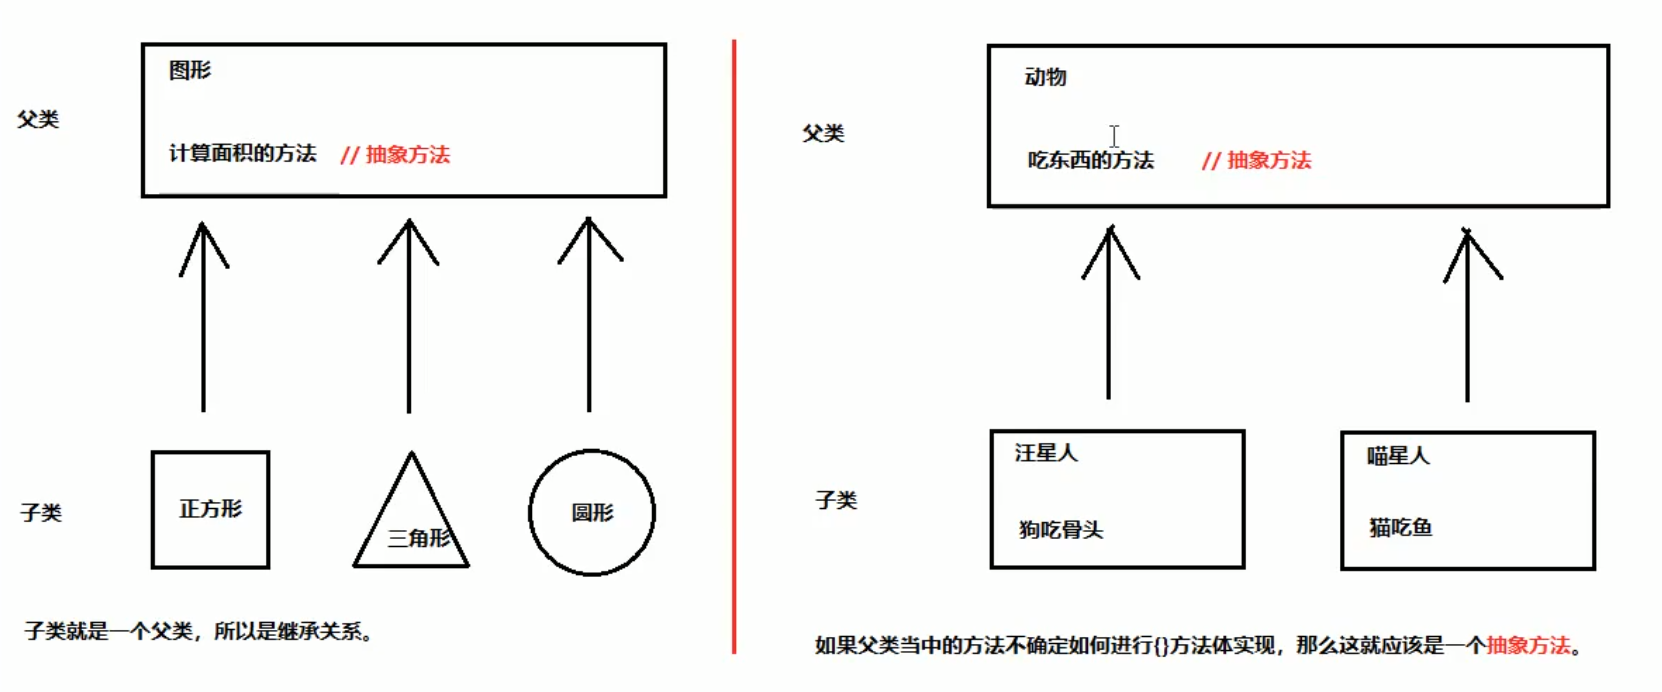 父类
图形
计算面积的方法 // 抽象方法
子类
正方形
三角形
圆形
子类就是一个父类，所以是继承关系。
父类
动物
吃东西的方法 // 抽象方法
子类
汪星人
狗吃骨头
喵星人
猫吃鱼
如果父类当中的方法不确定如何进行{}方法体实现，那么这就应该是一个抽象方法。